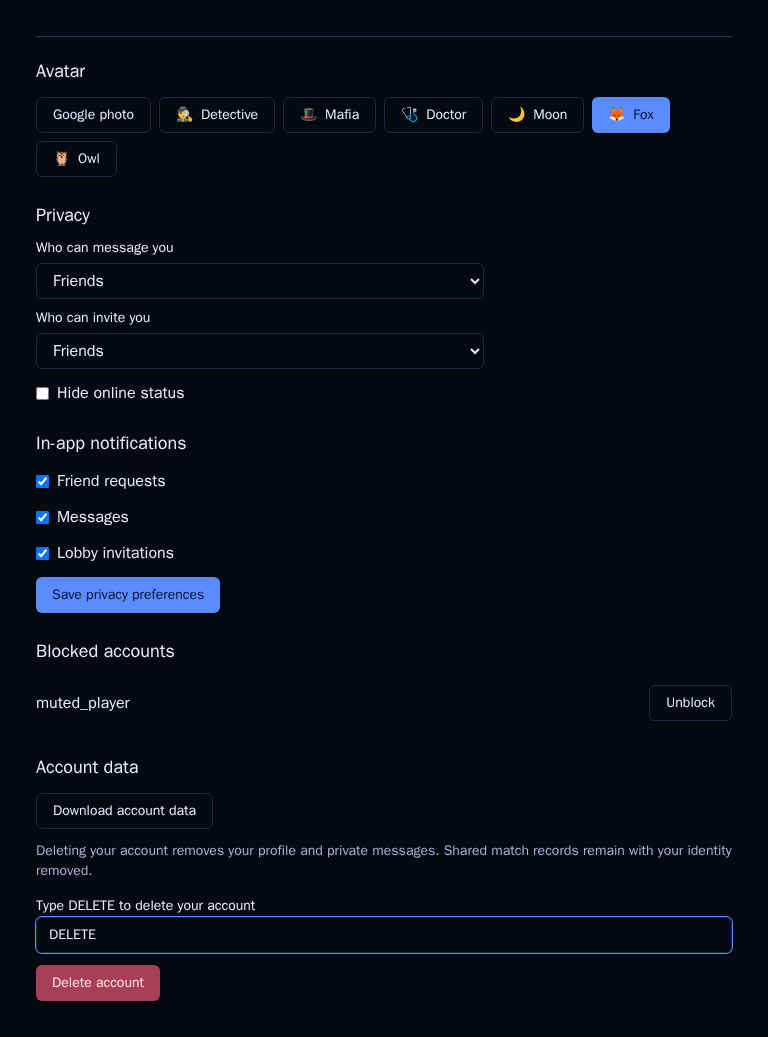 Avatar
Google photo 🕵️ Detective 🎩 Mafia 🩺 Doctor 🌙 Moon 🦊 Fox
🦉 Owl
Privacy
Who can message you
Friends
Who can invite you
Friends
Hide online status
In-app notifications
Friend requests
Messages
Lobby invitations
Save privacy preferences
Blocked accounts
muted_player Unblock
Account data
Download account data
Deleting your account removes your profile and private messages. Shared match records remain with your identity
removed.
Type DELETE to delete your account
DELETE
Delete account